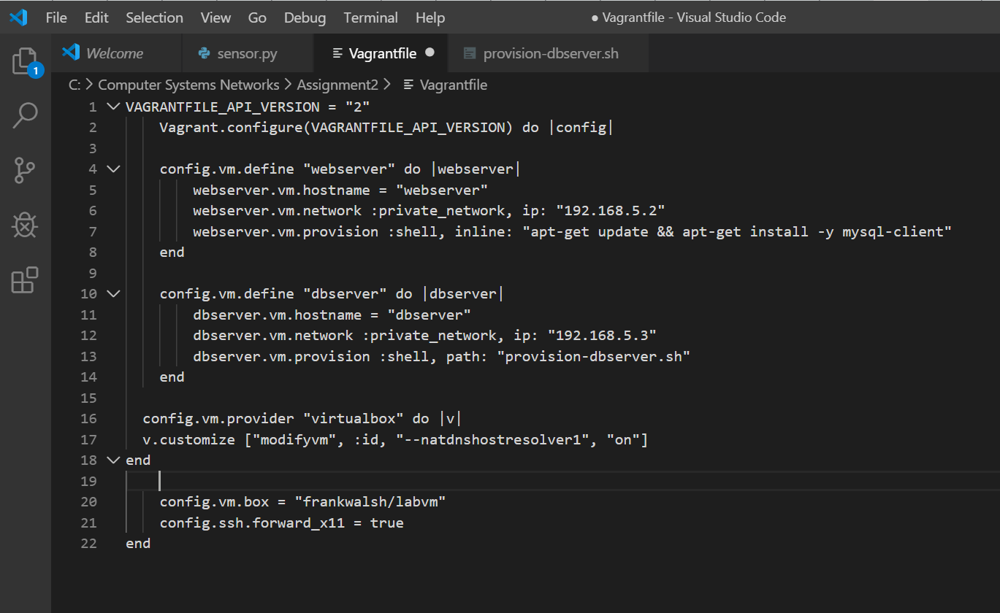 File Edit Selection View Go Debug Terminal Help ● Vagrantfile - Visual Studio Code
Welcome sensor.py Vagrantfile provision-dbserver.sh
1
C: > Computer Systems Networks > Assignment2 > Vagrantfile
1 VAGRANTFILE_API_VERSION = "2"
2 Vagrant.configure(VAGRANTFILE_API_VERSION) do |config|
3
4 config.vm.define "webserver" do |webserver|
5 webserver.vm.hostname = "webserver"
6 webserver.vm.network :private_network, ip: "192.168.5.2"
7 webserver.vm.provision :shell, inline: "apt-get update && apt-get install -y mysql-client"
8 end
9
10 config.vm.define "dbserver" do |dbserver|
11 dbserver.vm.hostname = "dbserver"
12 dbserver.vm.network :private_network, ip: "192.168.5.3"
13 dbserver.vm.provision :shell, path: "provision-dbserver.sh"
14 end
15
16 config.vm.provider "virtualbox" do |v|
17 v.customize ["modifyvm", :id, "--natdnshostresolver1", "on"]
18 end
19
20 config.vm.box = "frankwalsh/labvm"
21 config.ssh.forward_x11 = true
22 end